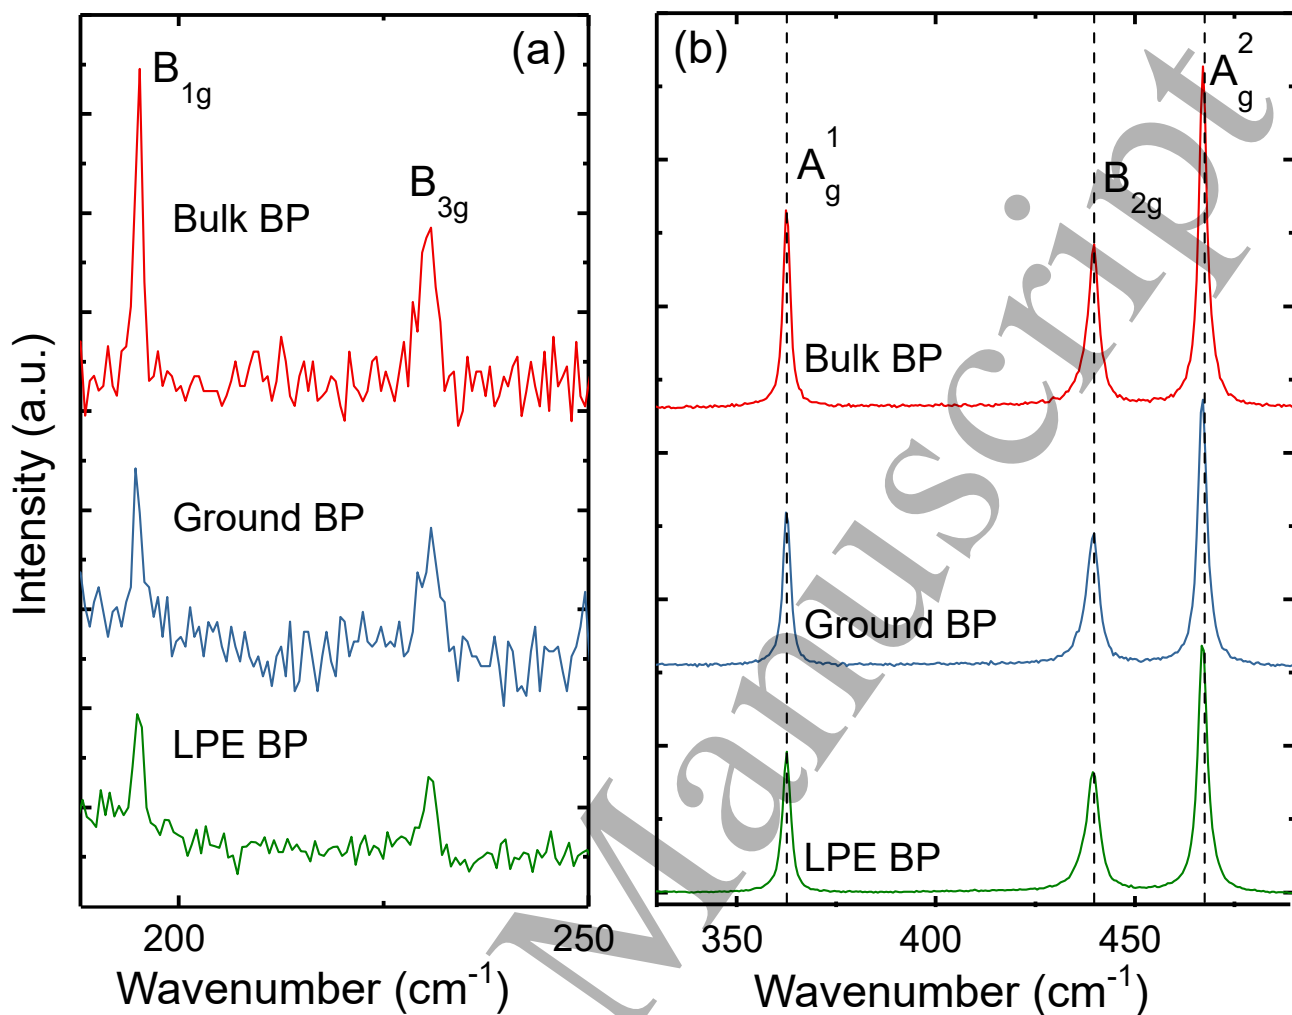 (a)
B1g
B3g
Bulk BP
Ground BP
LPE BP
200
250
Wavenumber (cm-1)
Intensity (a.u.)
(b)
A1g
B2g
A2g
Bulk BP
Ground BP
LPE BP
350
400
450
Wavenumber (cm-1)
Manuscript